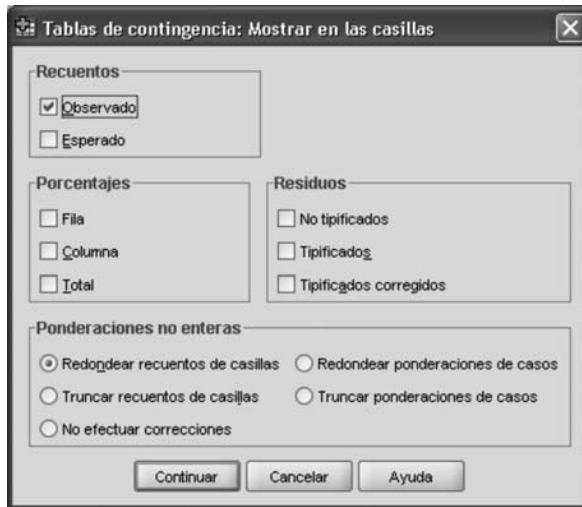 Tablas de contingencia: Mostrar en las casillas
Recuentos
Observado
Esperado
Porcentajes
Fila
Columna
Total
Residuos
No tipificados
Tipificados
Tipificados corregidos
Ponderaciones no enteras
Redondear recuentos de casillas
Redondear ponderaciones de casos
Truncar recuentos de casillas
Truncar ponderaciones de casos
No efectuar correcciones
Continuar
Cancelar
Ayuda